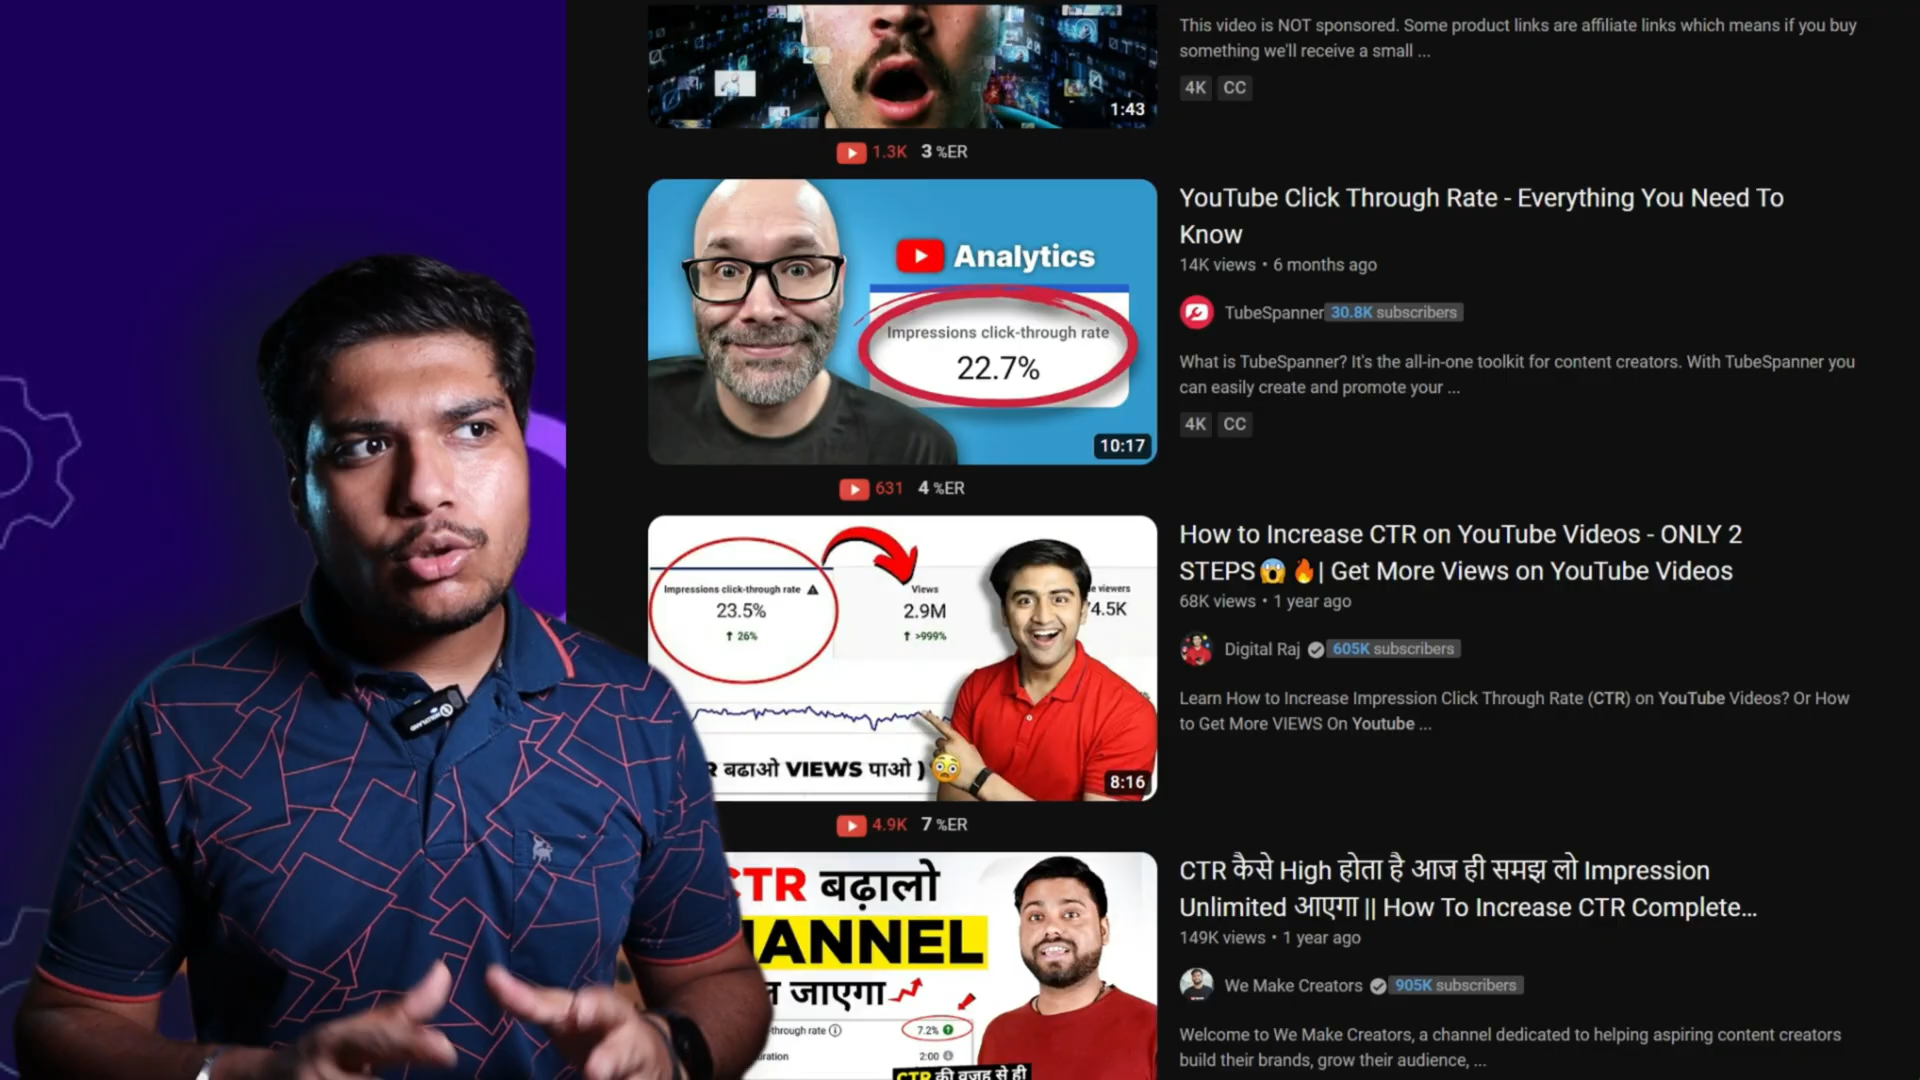 This video is NOT sponsored. Some product links are affiliate links which means if you buy
something we'll receive a small ...
4K CC
1:43
1.3K 3 %ER
YouTube Click Through Rate - Everything You Need To
Know
14K views • 6 months ago
TubeSpanner 30.8K subscribers
What is TubeSpanner? It's the all-in-one toolkit for content creators. With TubeSpanner you
can easily create and promote your ...
4K CC
Analytics
Impressions click-through rate
22.7%
10:17
631 4 %ER
How to Increase CTR on YouTube Videos - ONLY 2
STEPS😱🔥| Get More Views on YouTube Videos
68K views • 1 year ago
Digital Raj 605K subscribers
Learn How to Increase Impression Click Through Rate (CTR) on YouTube Videos? Or How
to Get More VIEWS On Youtube ...
Impressions click-through rate
23.5%
↑ 26%
Views
2.9M
↑ >999%
e viewers
4.5K
R बढाओ VIEWS पाओ )
8:16
4.9K 7 %ER
CTR कैसे High होता है आज ही समझ लो Impression
Unlimited आएगा || How To Increase CTR Complete...
149K views • 1 year ago
We Make Creators 905K subscribers
Welcome to We Make Creators, a channel dedicated to helping aspiring content creators
build their brands, grow their audience, ...
CTR बढ़ालो
HANNEL
जाएगा
through rate
7.2%
uration
2:00
CTR की वजह से ही